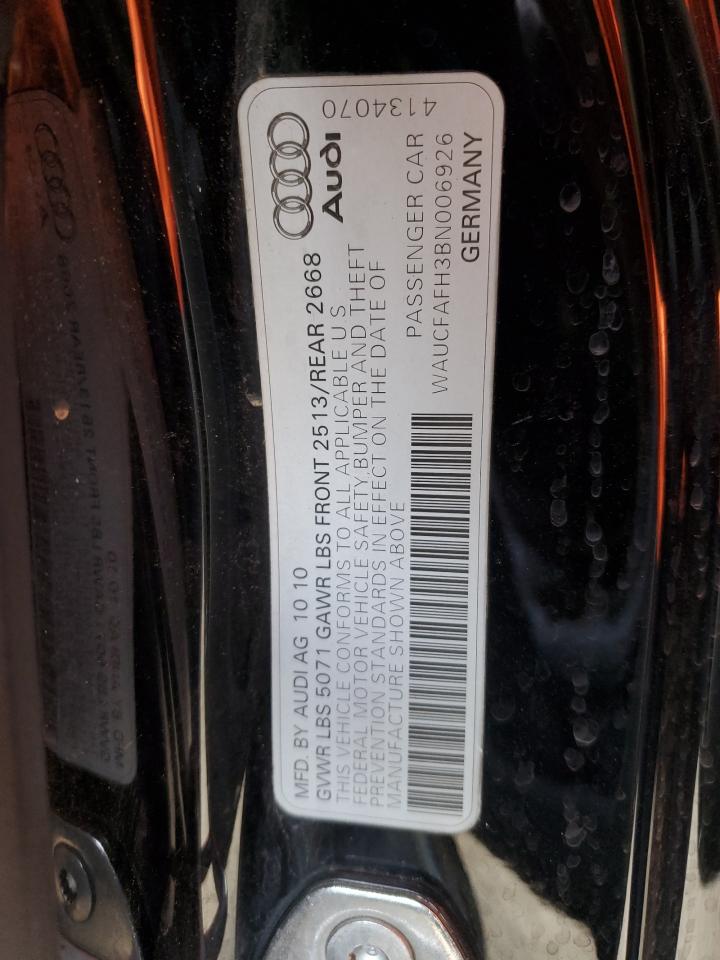 MFD. BY AUDI AG 10 10
GVWR LBS 5071 GAWR LBS FRONT 2513/REAR 2668
THIS VEHICLE CONFORMS TO ALL APPLICABLE U S
FEDERAL MOTOR VEHICLE SAFETY, BUMPER AND THEFT
PREVENTION STANDARDS IN EFFECT ON THE DATE OF
MANUFACTURE SHOWN ABOVE
Audi
4134070
PASSENGER CAR
WAUCFAFH3BN006926
GERMANY